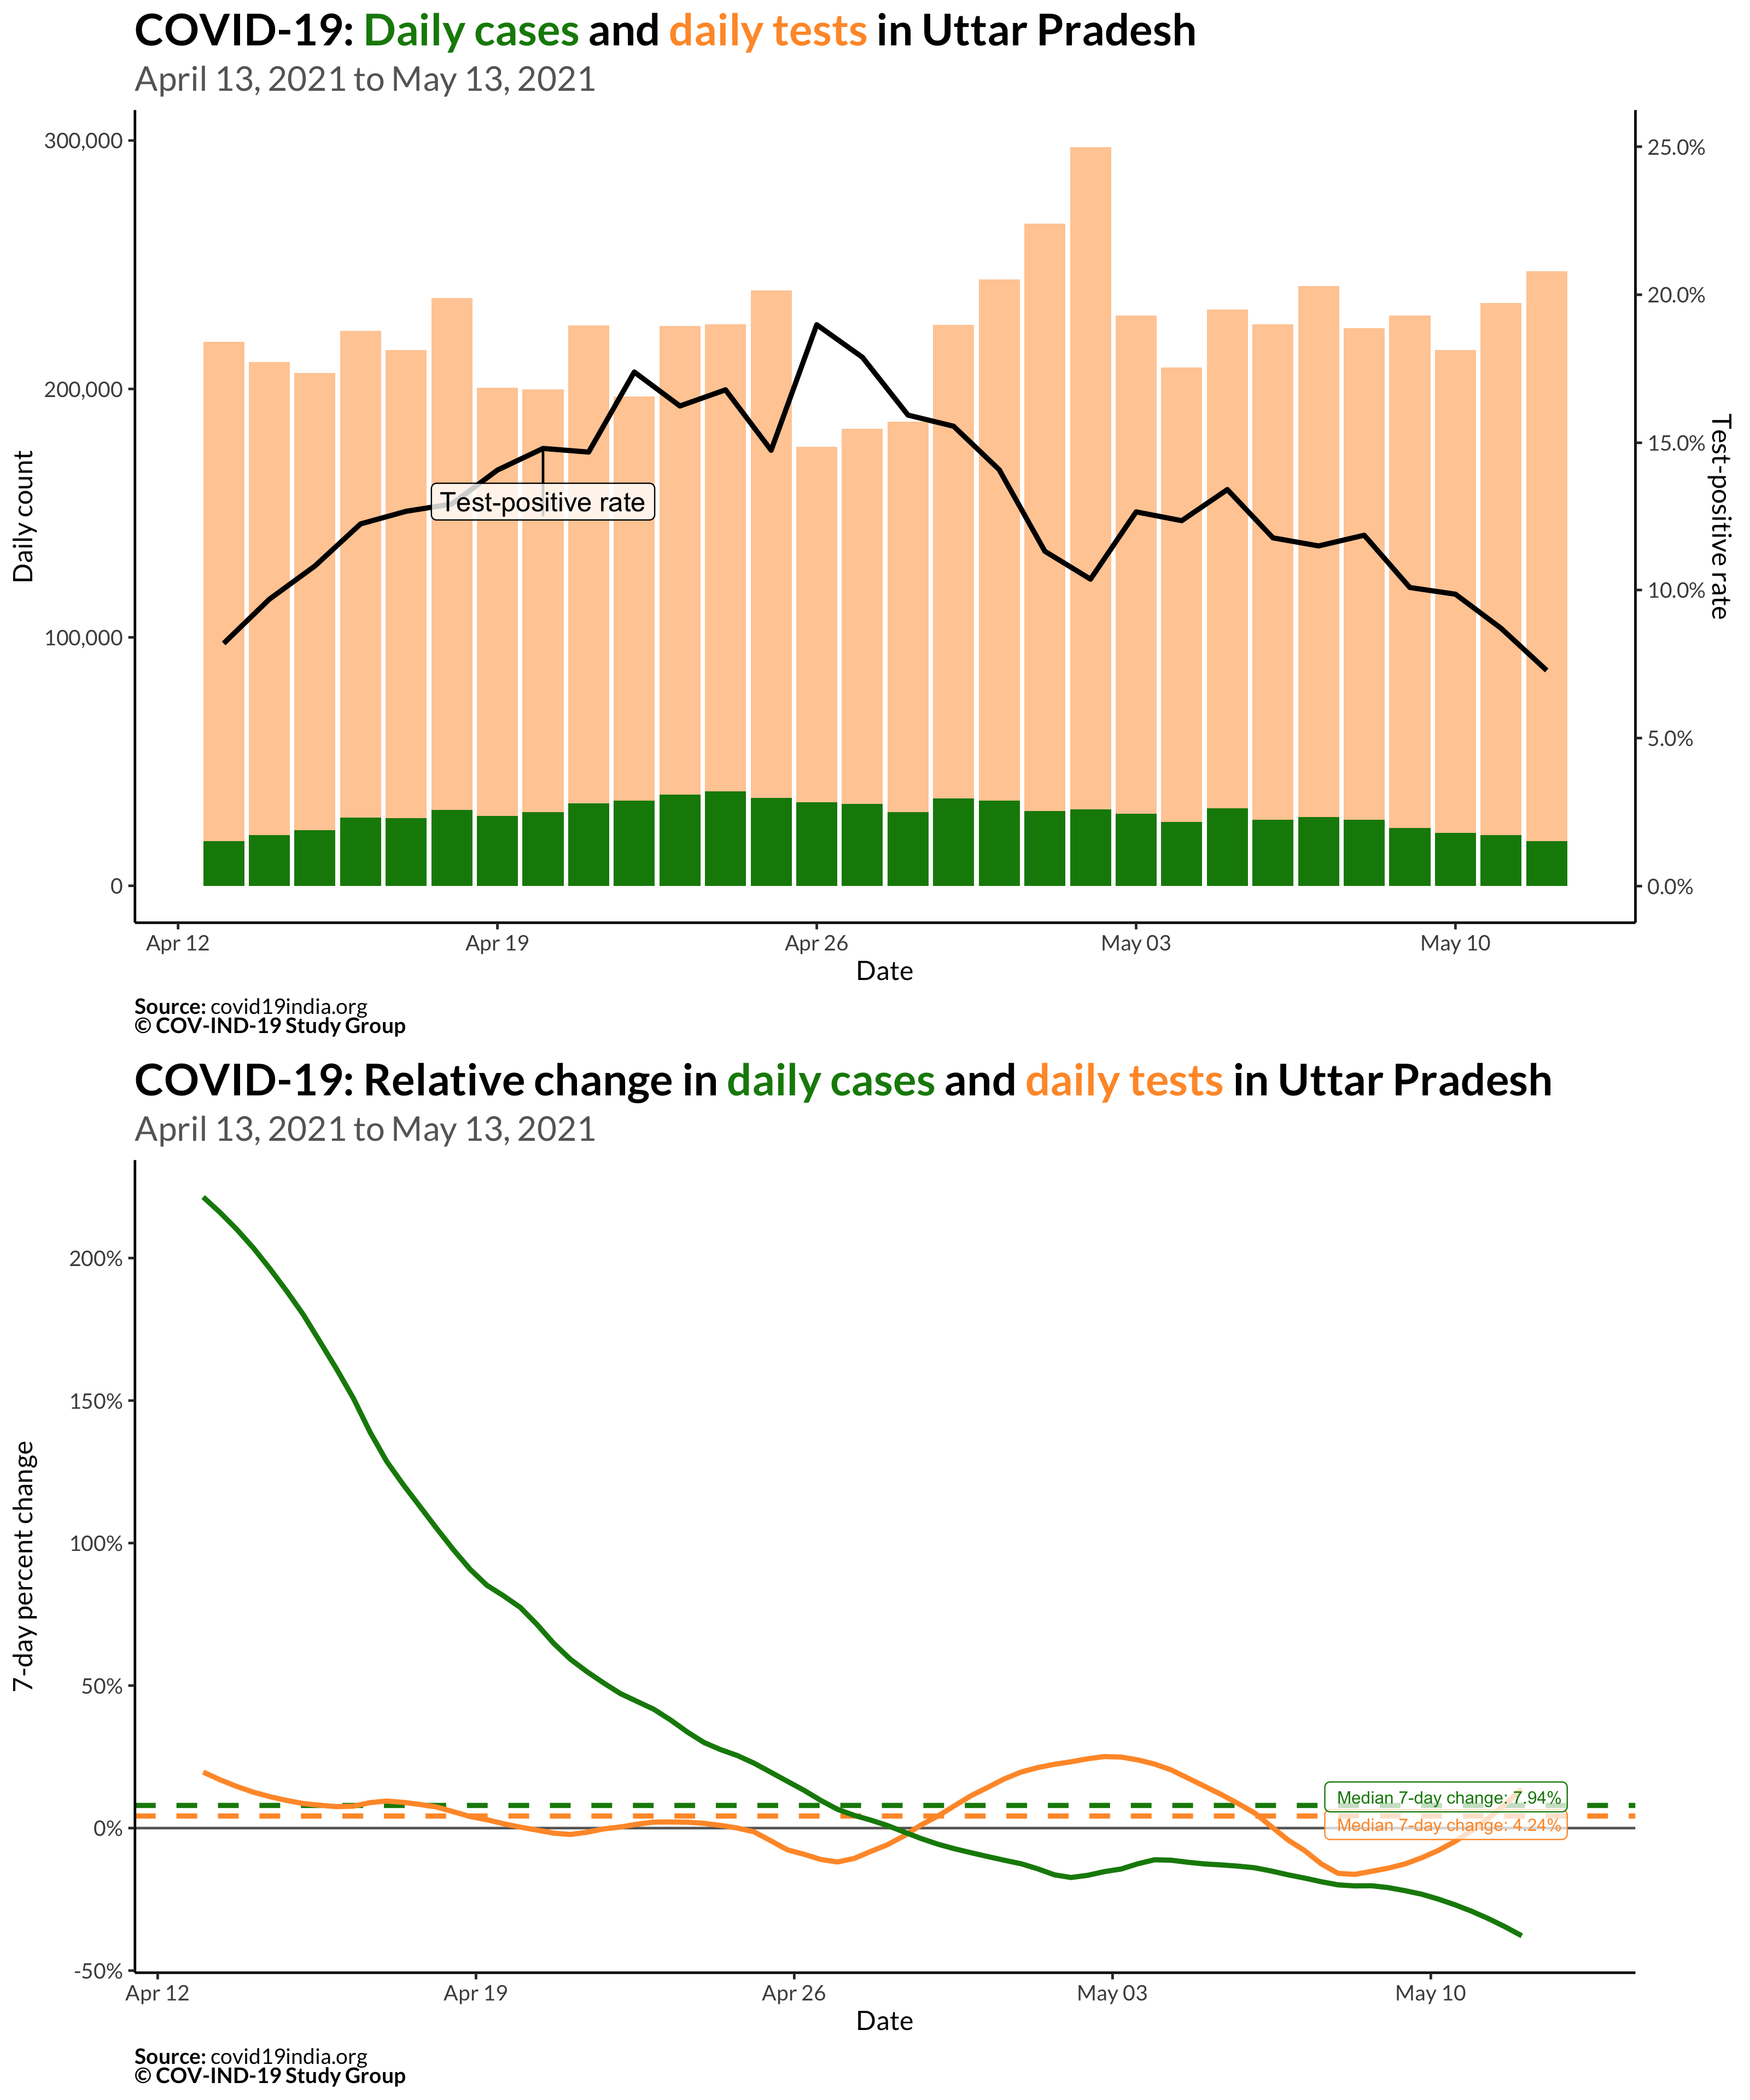 COVID-19: Daily cases and daily tests in Uttar Pradesh
April 13, 2021 to May 13, 2021
300,000
200,000
100,000
0
Daily count
25.0%
20.0%
15.0%
10.0%
5.0%
0.0%
Test-positive rate
Test-positive rate
Apr 12
Apr 19
Apr 26
May 03
May 10
Date
Source: covid19india.org
© COV-IND-19 Study Group
COVID-19: Relative change in daily cases and daily tests in Uttar Pradesh
April 13, 2021 to May 13, 2021
200%
150%
100%
50%
0%
-50%
7-day percent change
Median 7-day change: 7.94%
Median 7-day change: 4.24%
Apr 12
Apr 19
Apr 26
May 03
May 10
Date
Source: covid19india.org
© COV-IND-19 Study Group